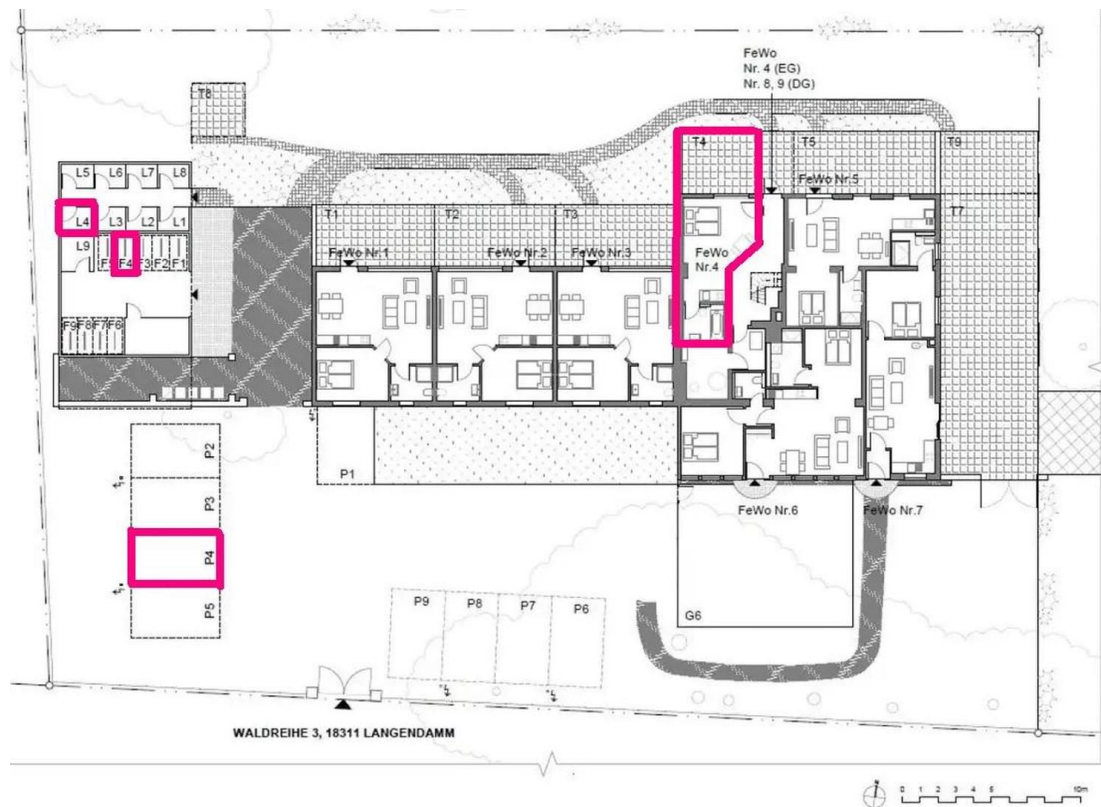 FeWo
Nr. 4 (EG)
Nr. 8, 9 (DG)
T8
T4
T5
T9
L5 L6 L7 L8
FeWo Nr.5
L4 L3 L2 L1
T1
T2
T3
T7
L9
FeWo Nr.1
FeWo Nr.2
FeWo Nr.3
FeWo
Nr.4
F5 F4 F3 F2 F1
F9 F8 F7 F6
P1
P2
P3
P4
P5
FeWo Nr.6
FeWo Nr.7
P9 P8 P7 P6
G6
WALDREIHE 3, 18311 LANGENDAMM
N
0 1 2 3 4 5 10m